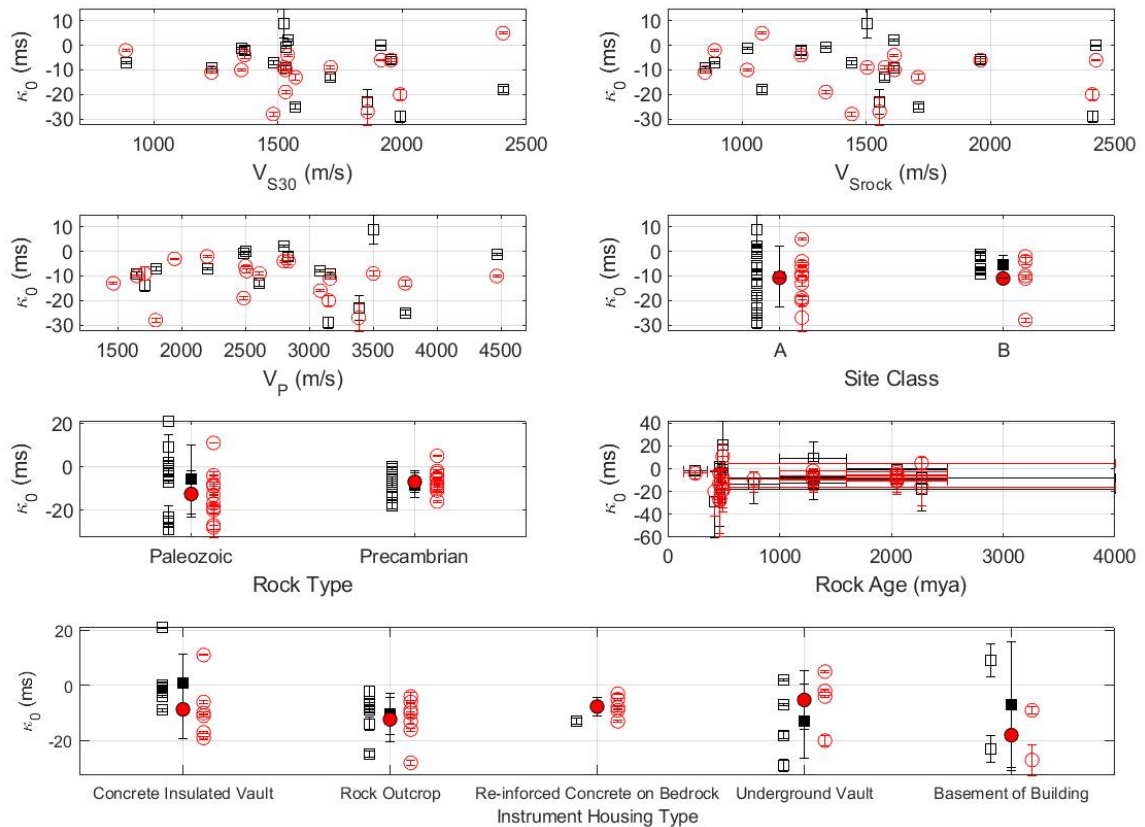 κ₀ (ms)
10
0
-10
-20
-30
1000 1500 2000 2500
V_S30 (m/s)
κ₀ (ms)
10
0
-10
-20
-30
1000 1500 2000 2500
V_Srock (m/s)
κ₀ (ms)
10
0
-10
-20
-30
1500 2000 2500 3000 3500 4000 4500
V_P (m/s)
κ₀ (ms)
10
0
-10
-20
-30
A B
Site Class
κ₀ (ms)
20
0
-20
Paleozoic Precambrian
Rock Type
κ₀ (ms)
40
20
0
-20
-40
-60
0 1000 2000 3000 4000
Rock Age (mya)
κ₀ (ms)
20
0
-20
Concrete Insulated Vault Rock Outcrop Re-inforced Concrete on Bedrock Underground Vault Basement of Building
Instrument Housing Type